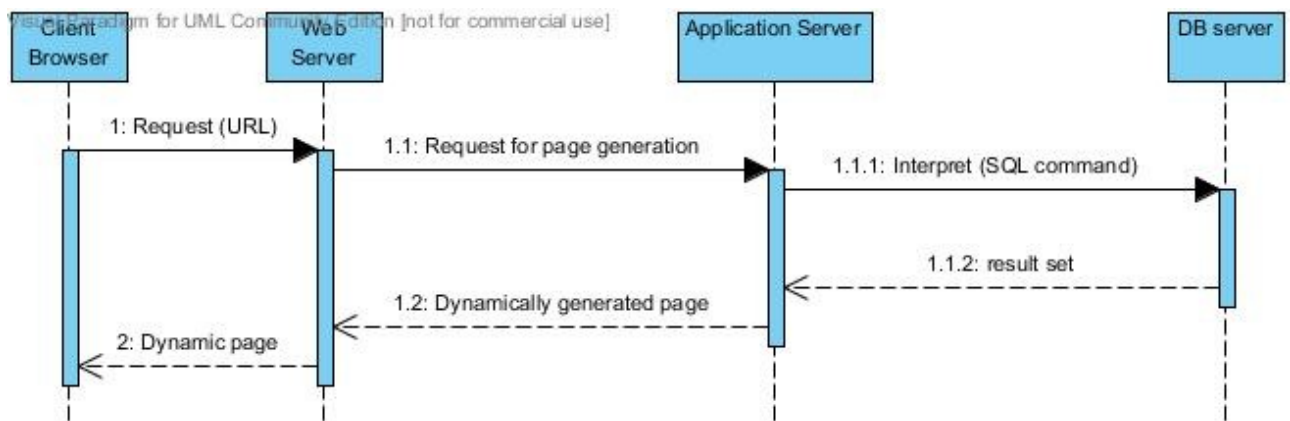 Visual Paradigm for UML Community Edition [not for commercial use]
Client
Browser
Web
Server
Application Server
DB server
1: Request (URL)
1.1: Request for page generation
1.1.1: Interpret (SQL command)
1.1.2: result set
1.2: Dynamically generated page
2: Dynamic page